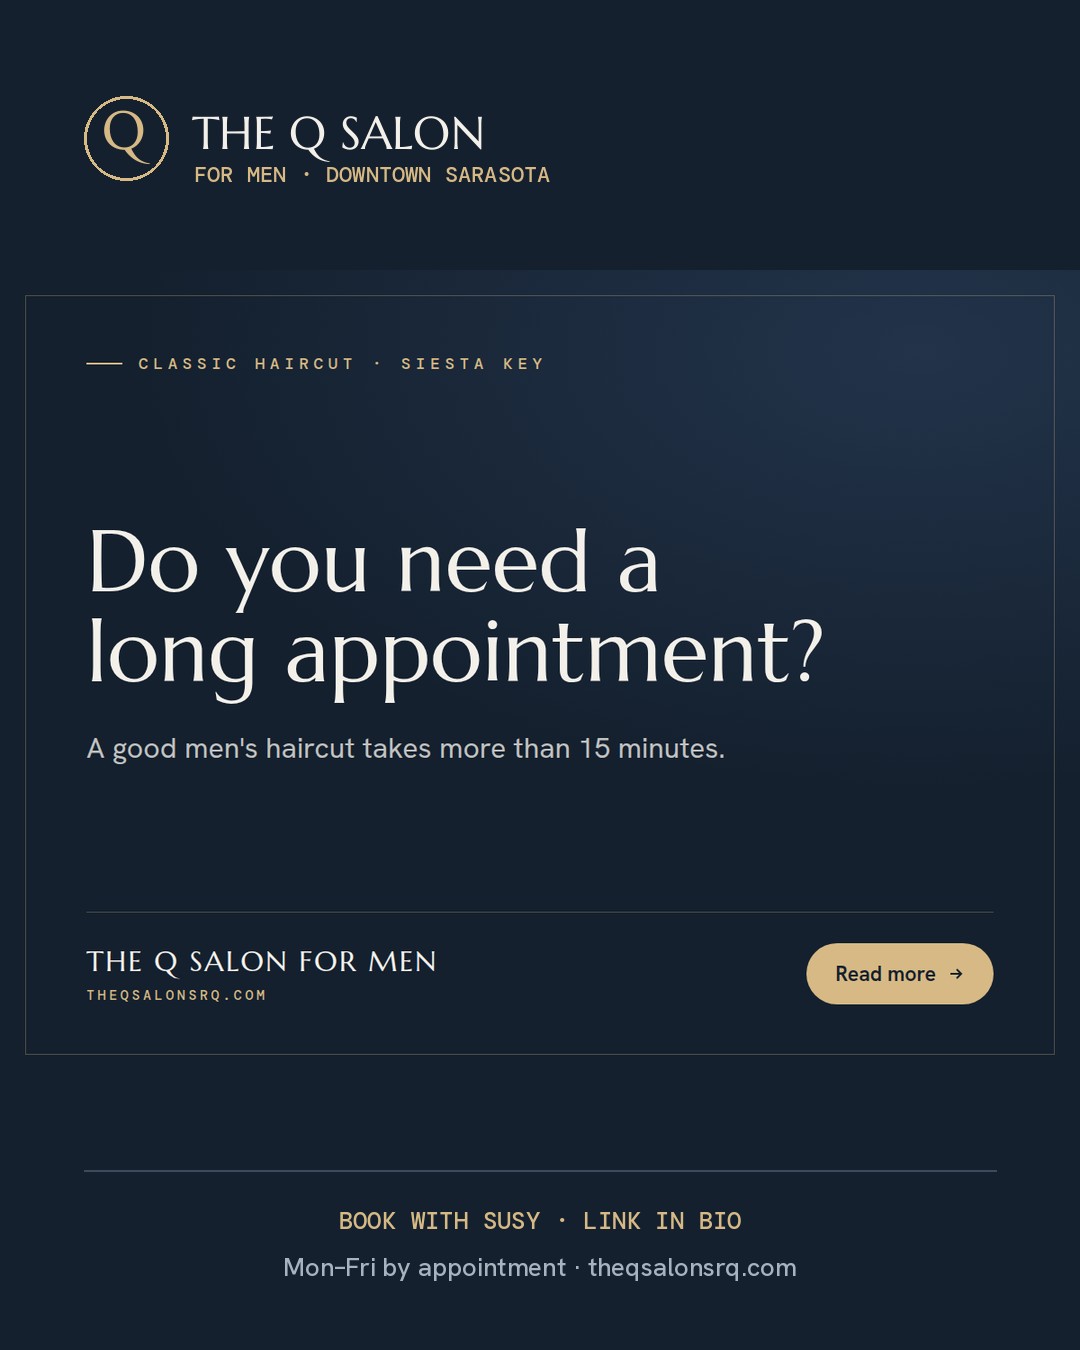 Q
THE Q SALON
FOR MEN · DOWNTOWN SARASOTA
CLASSIC HAIRCUT · SIESTA KEY
Do you need a
long appointment?
A good men's haircut takes more than 15 minutes.
THE Q SALON FOR MEN
THEQSALONSRQ.COM
Read more →
BOOK WITH SUSY · LINK IN BIO
Mon–Fri by appointment · theqsalonsrq.com